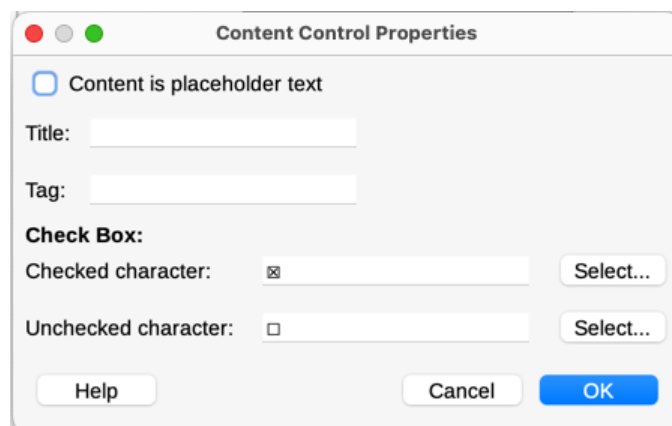 Content Control Properties
Content is placeholder text
Title:
Tag:
Check Box:
Checked character: ☒ Select...
Unchecked character: ☐ Select...
Help Cancel OK